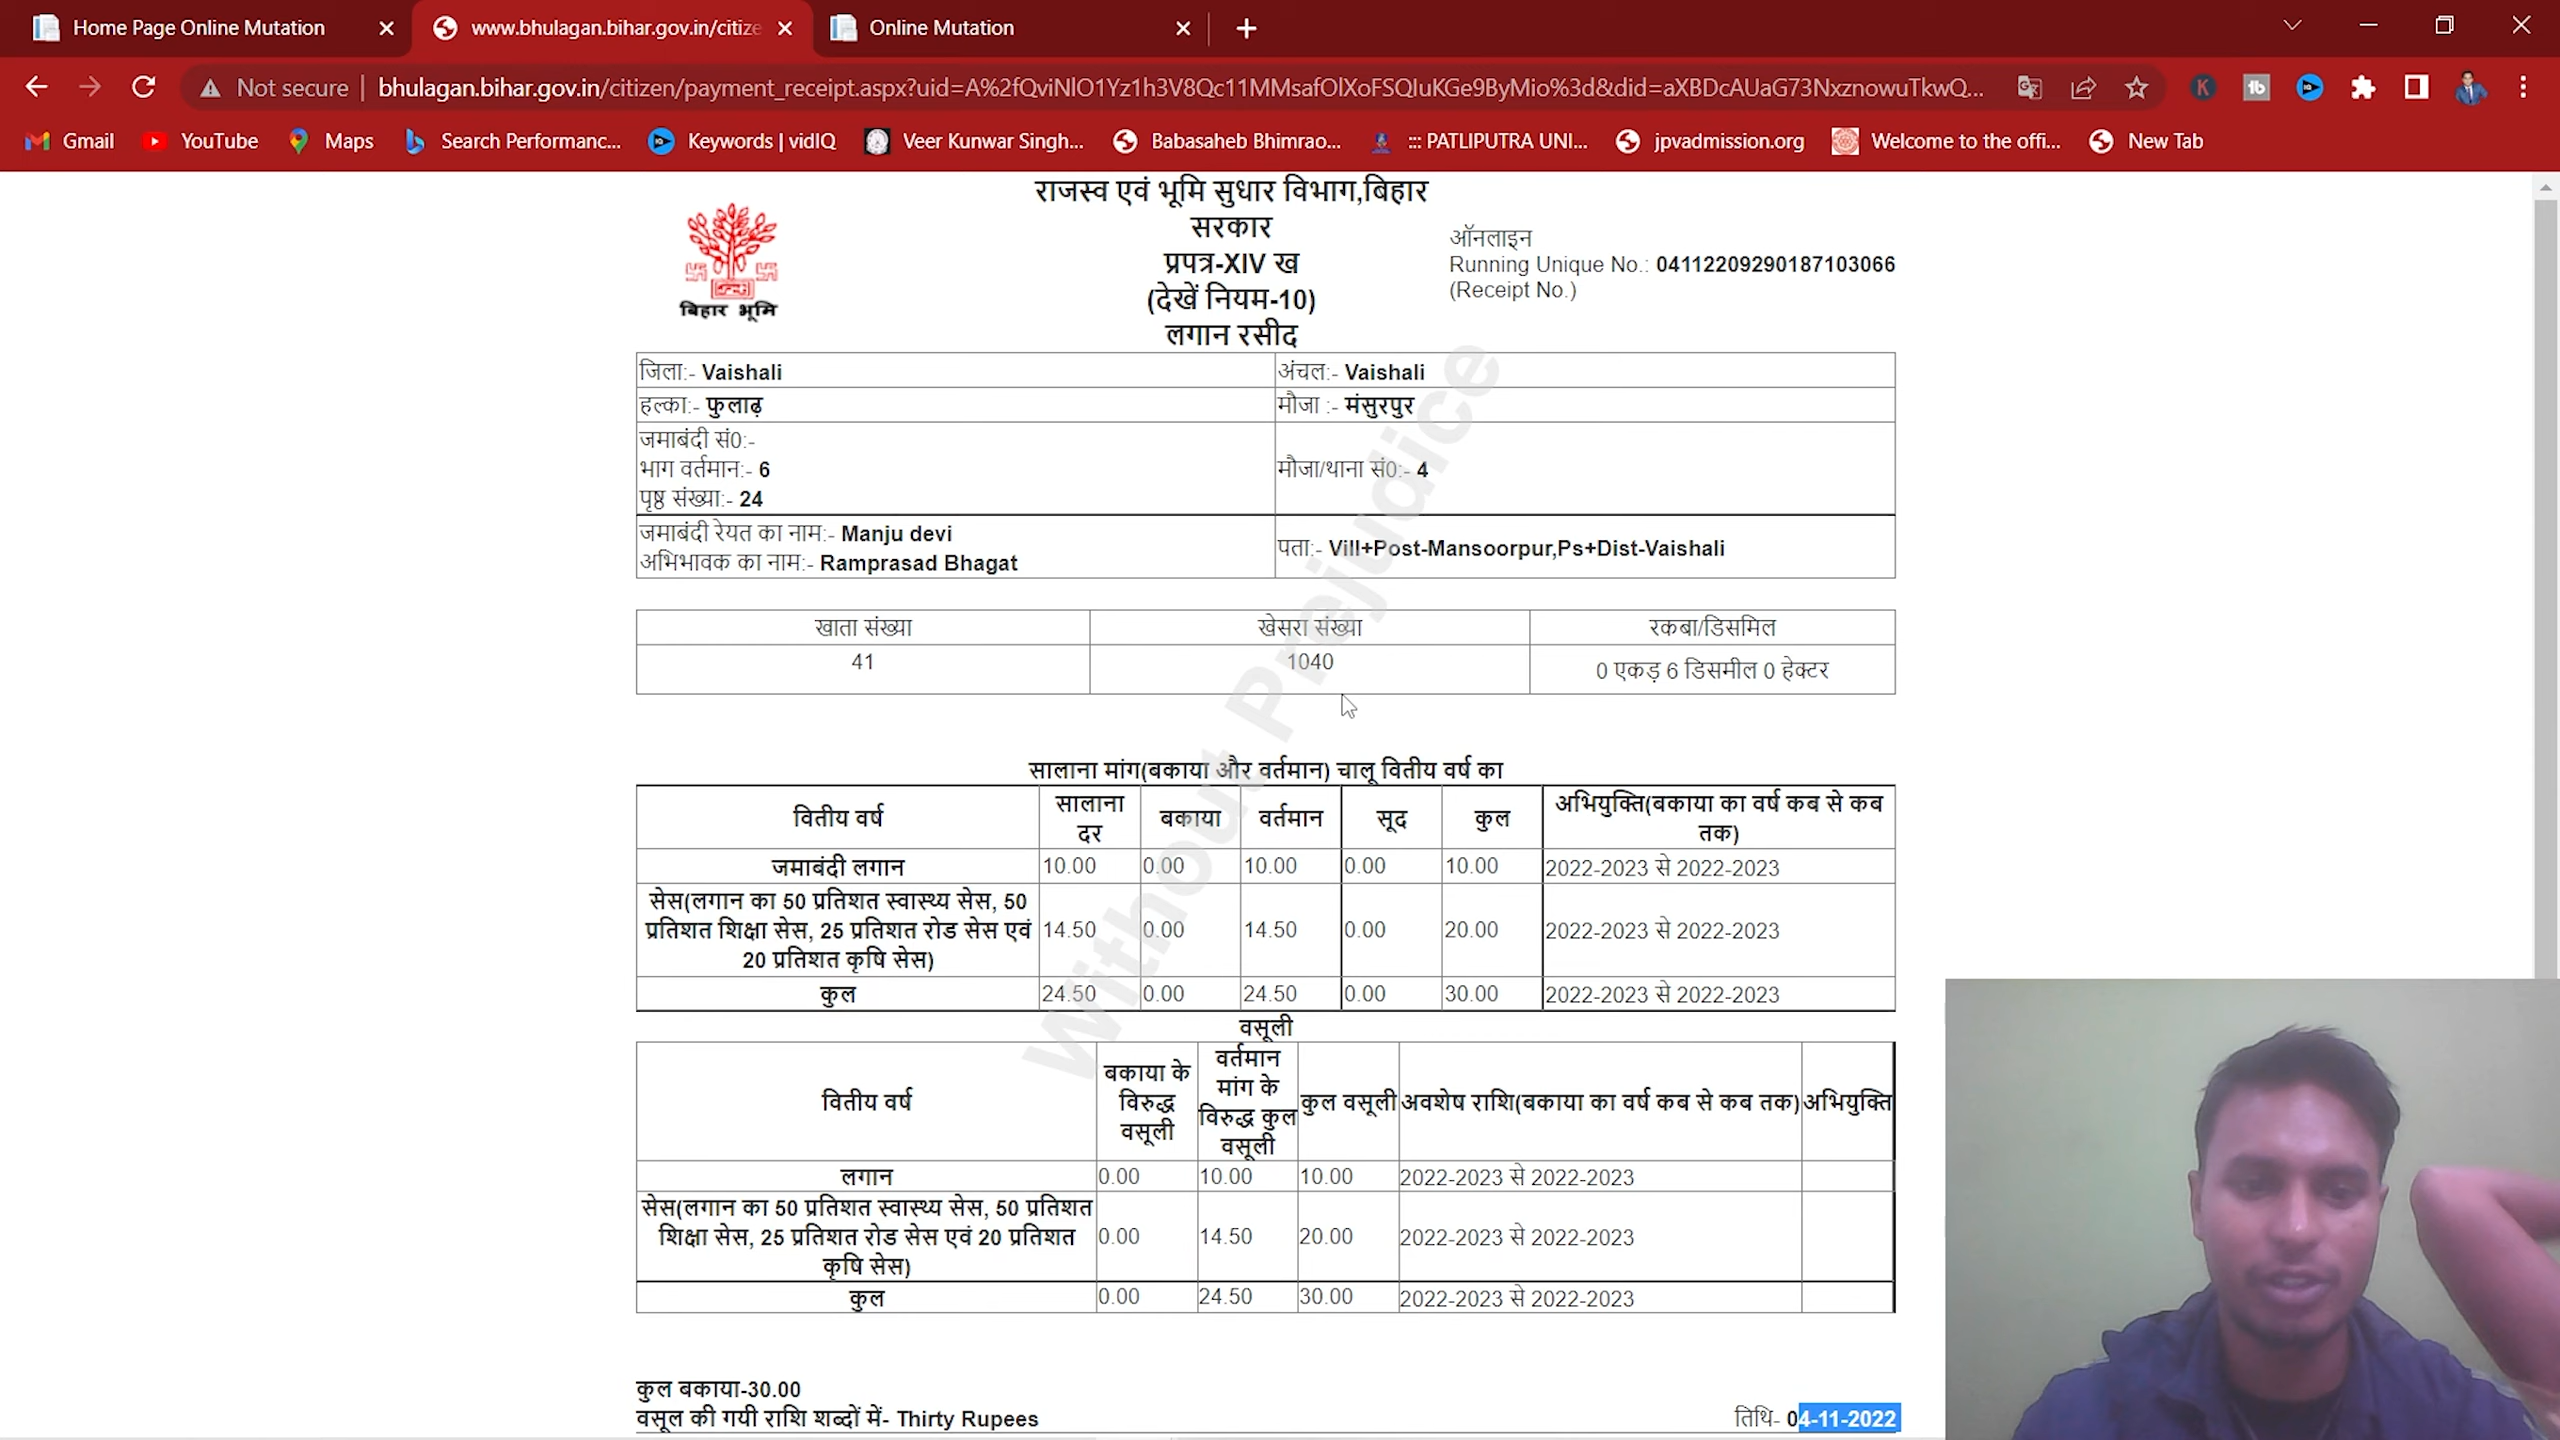 Home Page Online Mutation
www.bhulagan.bihar.gov.in/citize
Online Mutation
Not secure
bhulagan.bihar.gov.in/citizen/payment_receipt.aspx?uid=A%2fQviNlO1Yz1h3V8Qc11MMsafOlXoFSQIuKGe9ByMio%3d&did=aXBDcAUaG73NxznowuTkwQ...
Gmail
YouTube
Maps
Search Performanc...
Keywords | vidIQ
Veer Kunwar Singh...
Babasaheb Bhimrao...
::: PATLIPUTRA UNI...
jpvadmission.org
Welcome to the offi...
New Tab
बिहार भूमि
राजस्व एवं भूमि सुधार विभाग,बिहार
सरकार
प्रपत्र-XIV ख
(देखें नियम-10)
लगान रसीद
ऑनलाइन
Running Unique No.: 04112209290187103066
(Receipt No.)
जिला:- Vaishali
अंचल:- Vaishali
हल्का:- फुलाढ़
मौजा :- मंसुरपुर
जमाबंदी सं0:-
भाग वर्तमान:- 6
पृष्ठ संख्या:- 24
मौजा/थाना सं0:- 4
जमाबंदी रेयत का नाम:- Manju devi
अभिभावक का नाम:- Ramprasad Bhagat
पता:- Vill+Post-Mansoorpur,Ps+Dist-Vaishali
खाता संख्या खेसरा संख्या रकबा/डिसमिल
41 1040 0 एकड़ 6 डिसमील 0 हेक्टर
Without Prejudice
सालाना मांग(बकाया और वर्तमान) चालू वितीय वर्ष का
वितीय वर्ष
सालाना
दर
बकाया
वर्तमान
सूद
कुल
अभियुक्ति(बकाया का वर्ष कब से कब
तक)
जमाबंदी लगान 10.00 0.00 10.00 0.00 10.00 2022-2023 से 2022-2023
सेस(लगान का 50 प्रतिशत स्वास्थ्य सेस, 50
प्रतिशत शिक्षा सेस, 25 प्रतिशत रोड सेस एवं
20 प्रतिशत कृषि सेस)
14.50 0.00 14.50 0.00 20.00 2022-2023 से 2022-2023
कुल 24.50 0.00 24.50 0.00 30.00 2022-2023 से 2022-2023
वसूली
वितीय वर्ष
बकाया के
विरुद्ध
वसूली
वर्तमान
मांग के
विरुद्ध कुल
वसूली
कुल वसूली
अवशेष राशि(बकाया का वर्ष कब से कब तक)
अभियुक्ति
लगान 0.00 10.00 10.00 2022-2023 से 2022-2023
सेस(लगान का 50 प्रतिशत स्वास्थ्य सेस, 50 प्रतिशत
शिक्षा सेस, 25 प्रतिशत रोड सेस एवं 20 प्रतिशत
कृषि सेस)
0.00 14.50 20.00 2022-2023 से 2022-2023
कुल 0.00 24.50 30.00 2022-2023 से 2022-2023
कुल बकाया-30.00
वसूल की गयी राशि शब्दों में- Thirty Rupees
तिथि- 04-11-2022